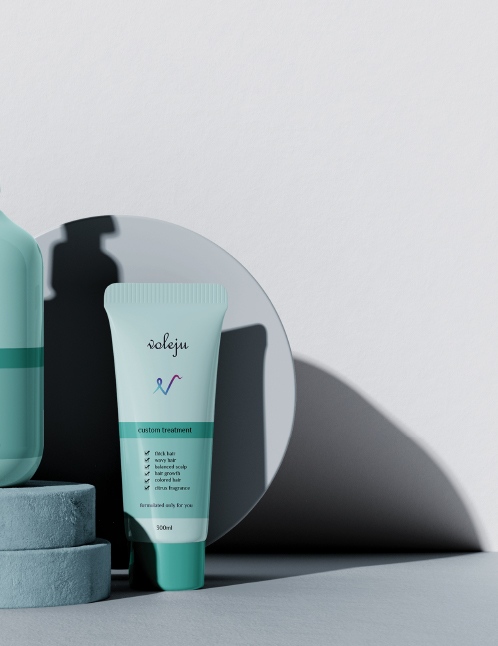 voleju
custom treatment
thick hair
wavy hair
balanced scalp
hair growth
colored hair
citrus fragrance
formulated only for you
500ml